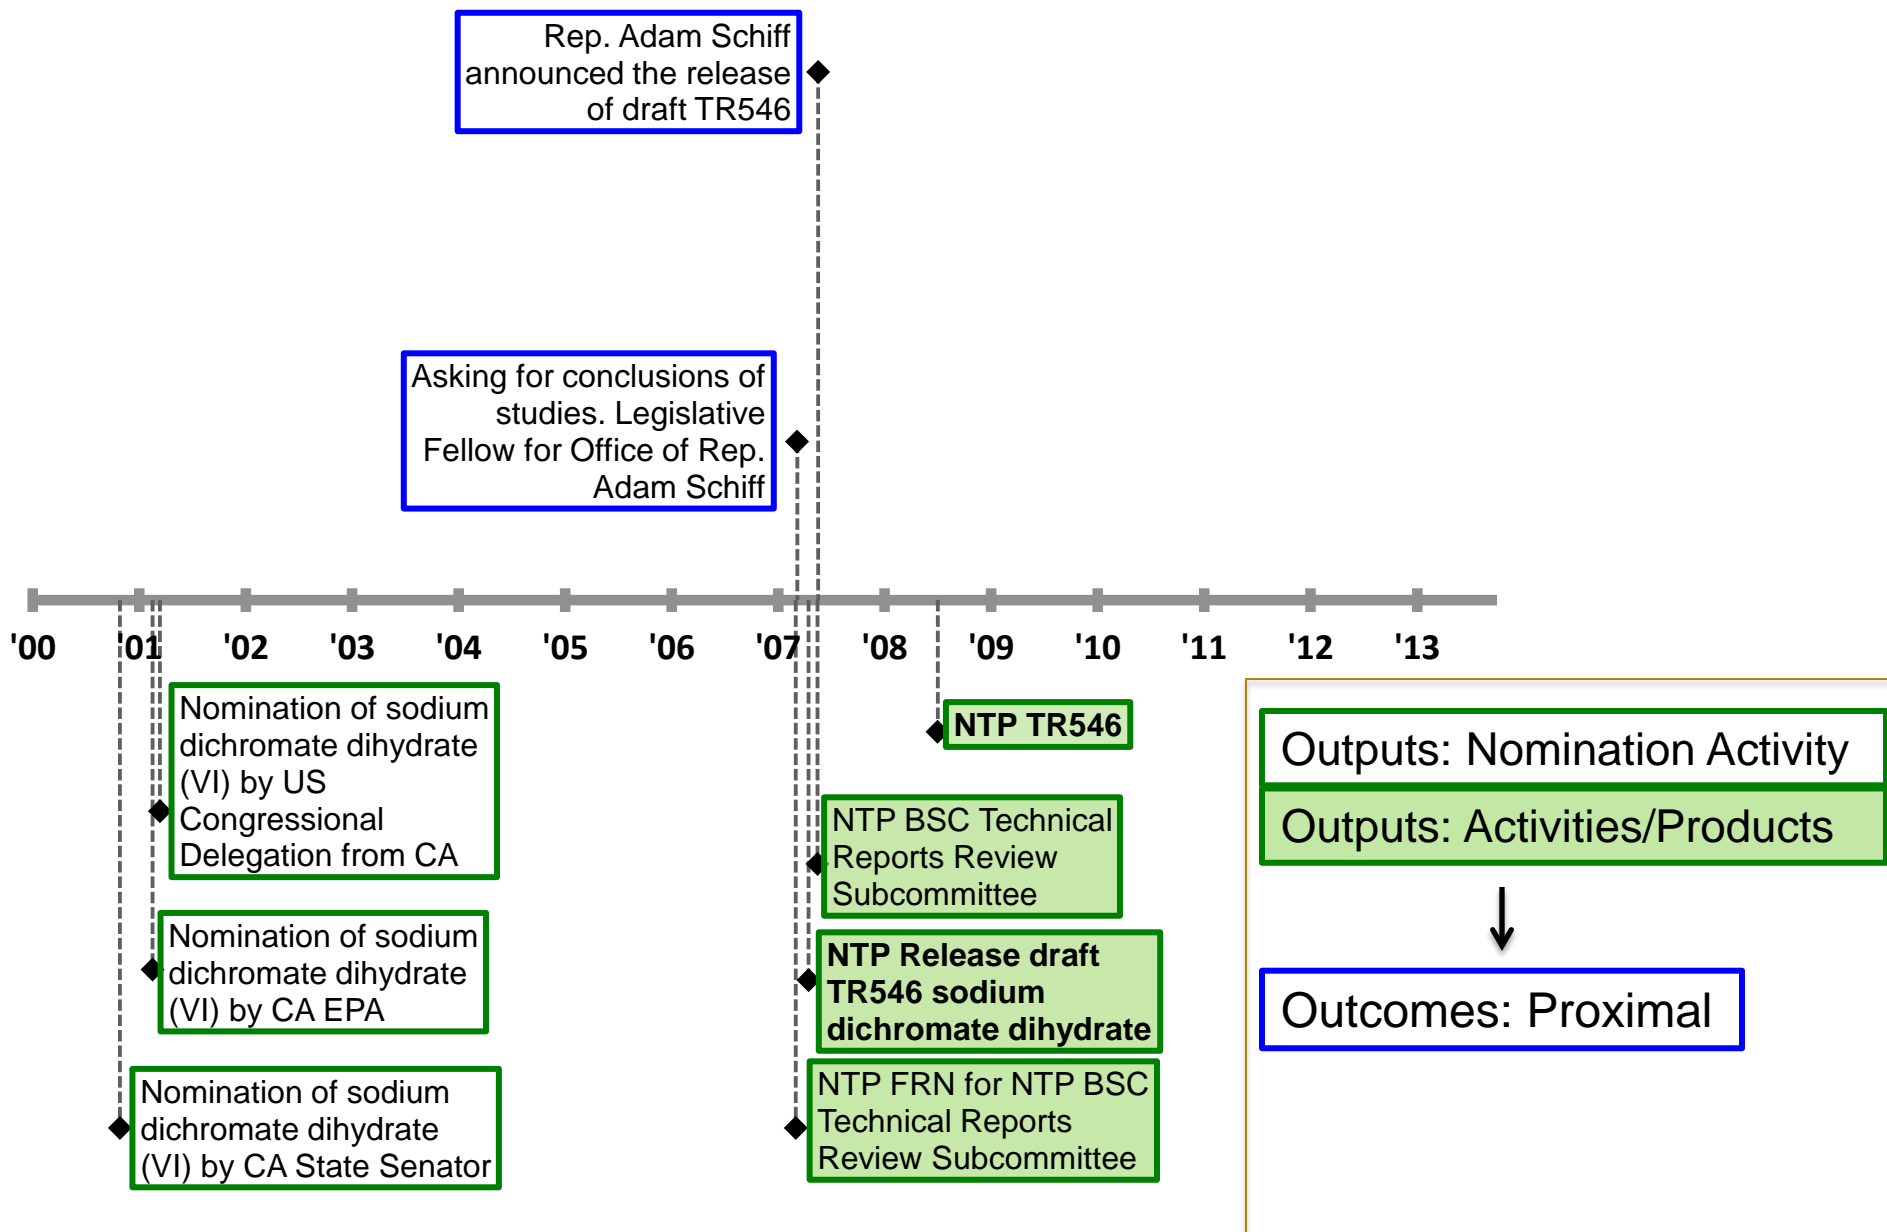 Rep. Adam Schiff
announced the release
of draft TR546
Asking for conclusions of
studies. Legislative
Fellow for Office of Rep.
Adam Schiff
'00 '01 '02 '03 '04 '05 '06 '07 '08 '09 '10 '11 '12 '13
Nomination of sodium
dichromate dihydrate
(VI) by US
Congressional
Delegation from CA
Nomination of sodium
dichromate dihydrate
(VI) by CA EPA
Nomination of sodium
dichromate dihydrate
(VI) by CA State Senator
NTP TR546
NTP BSC Technical
Reports Review
Subcommittee
NTP Release draft
TR546 sodium
dichromate dihydrate
NTP FRN for NTP BSC
Technical Reports
Review Subcommittee
Outputs: Nomination Activity
Outputs: Activities/Products
Outcomes: Proximal